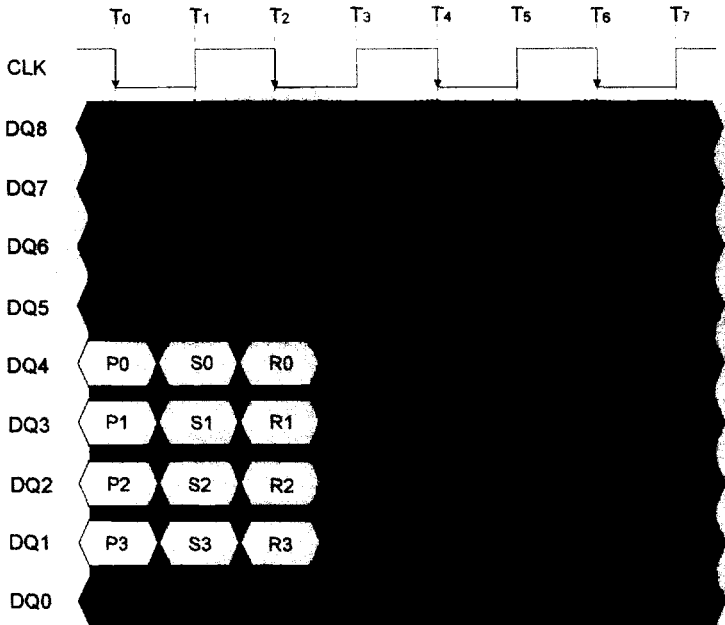 T0 T1 T2 T3 T4 T5 T6 T7
CLK
DQ8
DQ7
DQ6
DQ5
DQ4 P0 S0 R0
DQ3 P1 S1 R1
DQ2 P2 S2 R2
DQ1 P3 S3 R3
DQ0